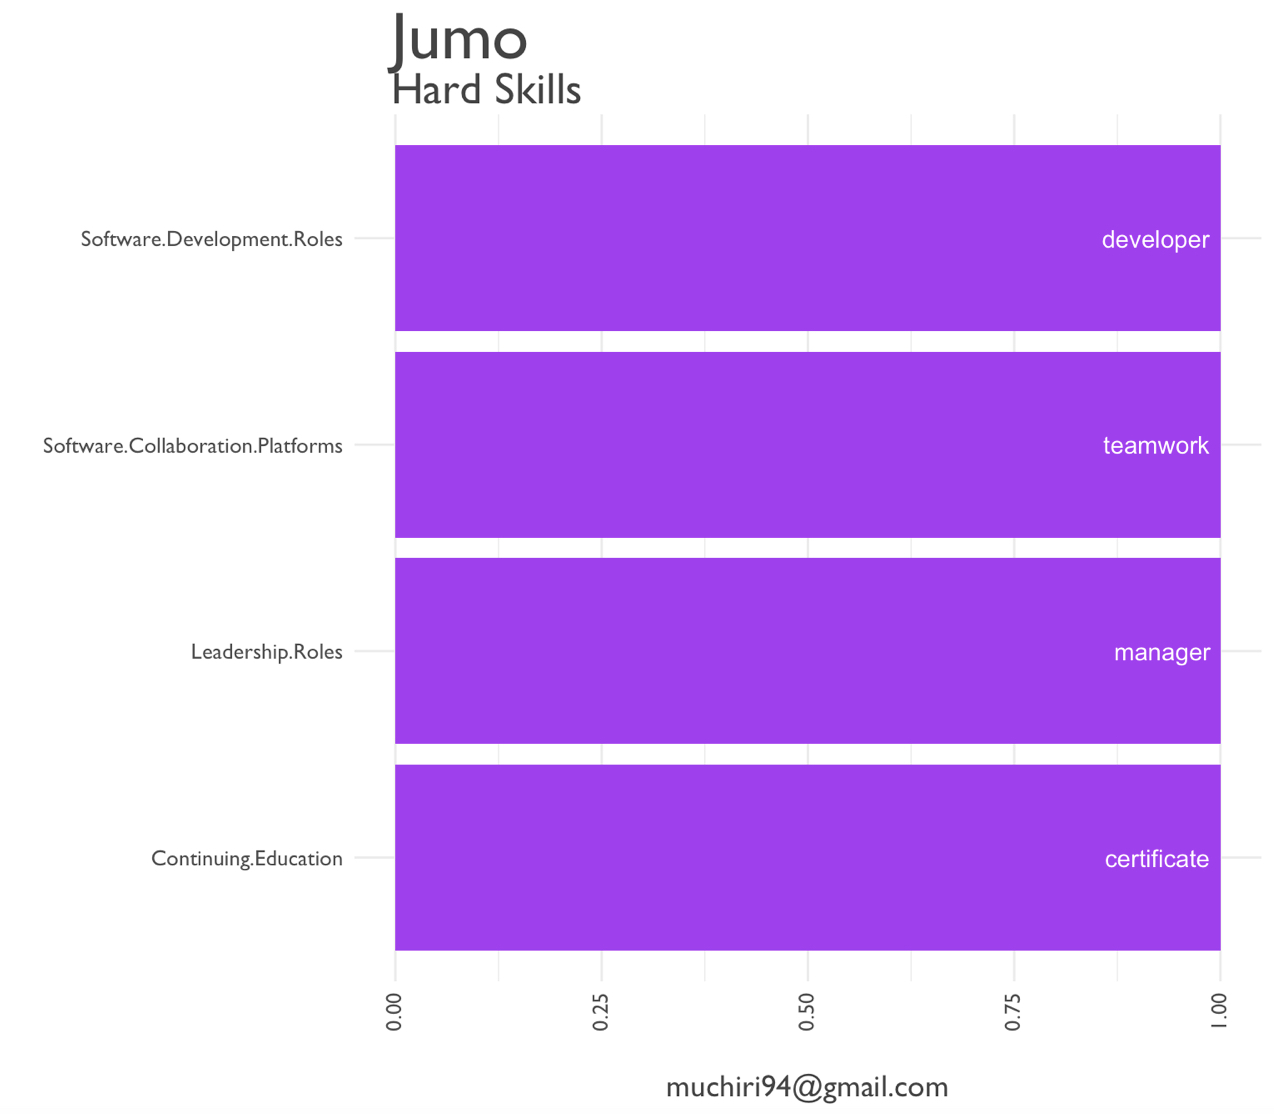 Jumo
Hard Skills
Software.Development.Roles
developer
Software.Collaboration.Platforms
teamwork
Leadership.Roles
manager
Continuing.Education
certificate
0.00
0.25
0.50
0.75
1.00
muchiri94@gmail.com